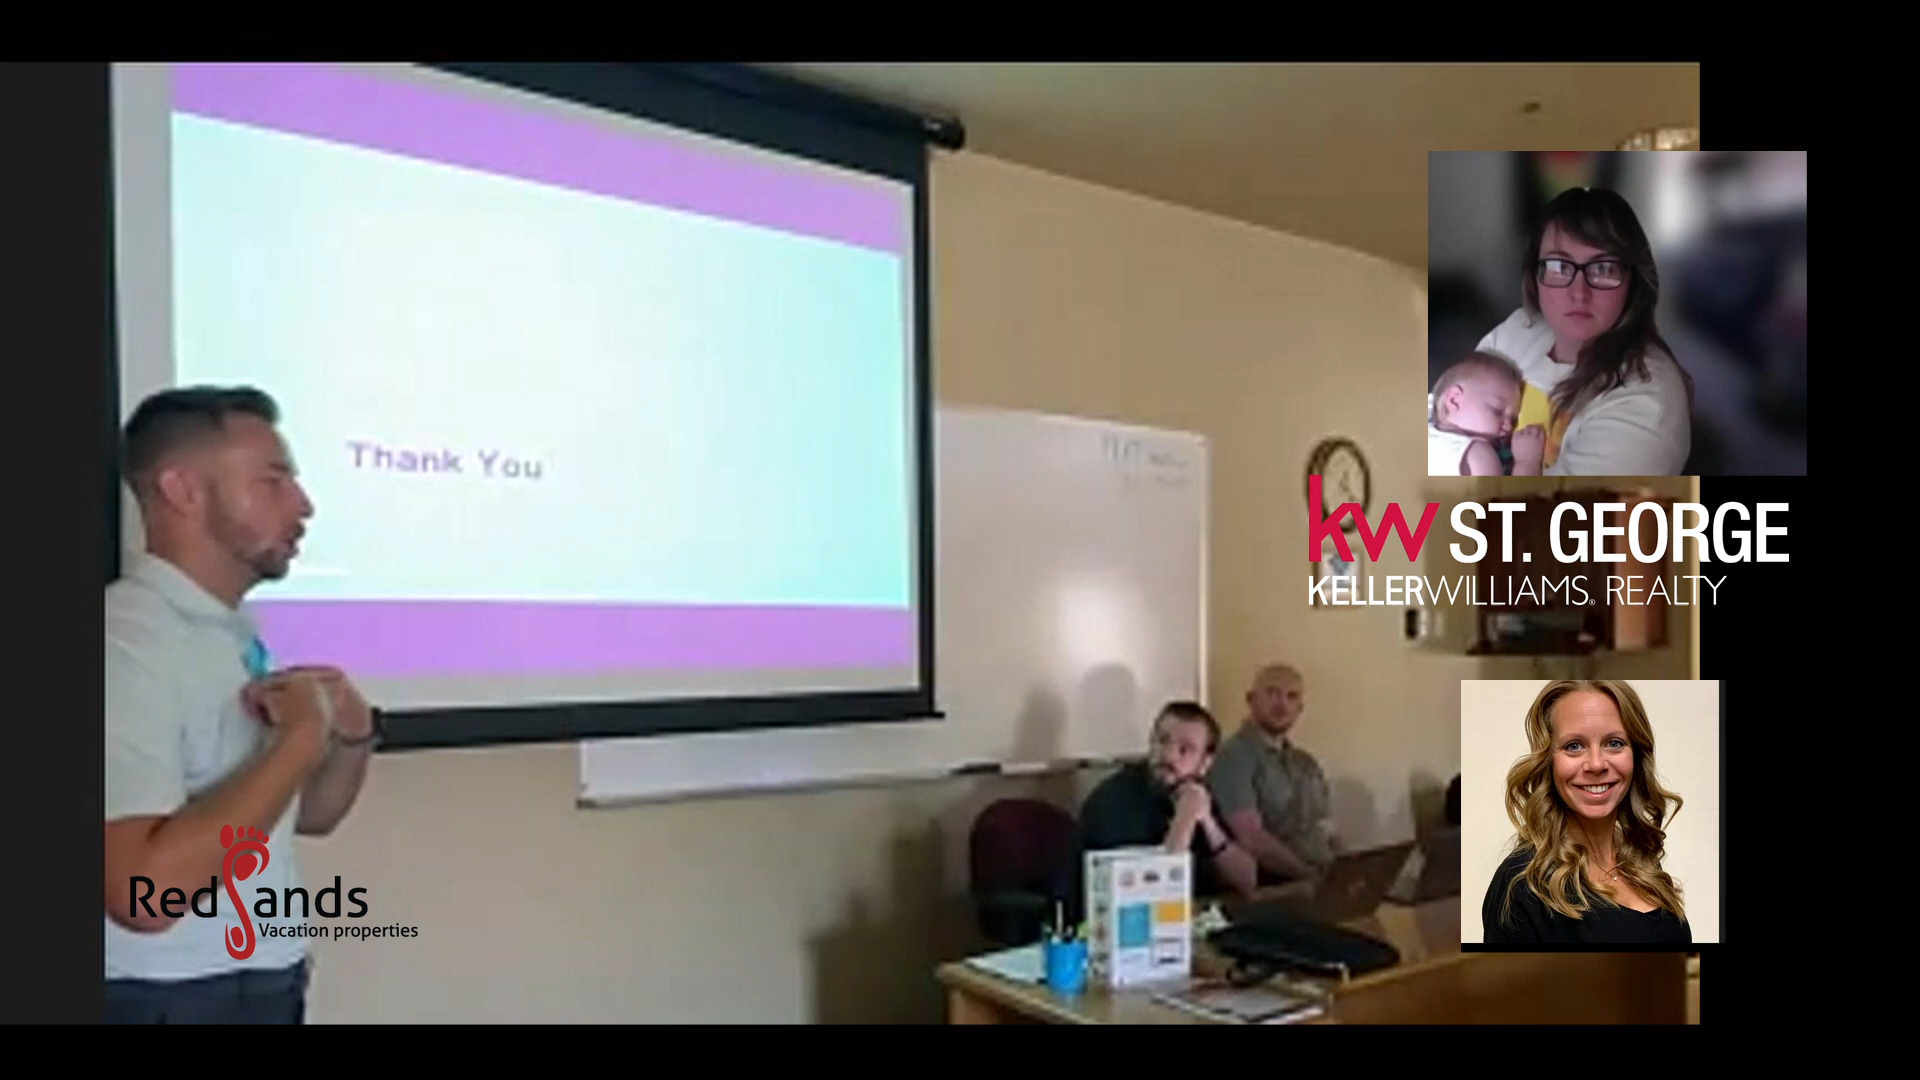 Thank You
kw ST. GEORGE
KELLERWILLIAMS® REALTY
RedSands
Vacation properties